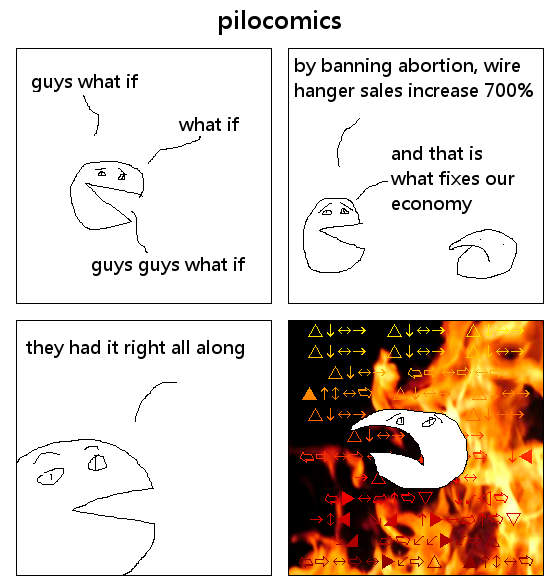 pilocomics
guys what if
what if
guys guys what if
by banning abortion, wire
hanger sales increase 700%
and that is
what fixes our
economy
they had it right all along